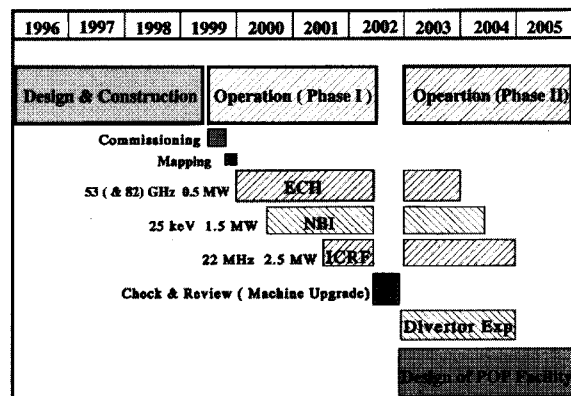 1996 1997 1998 1999 2000 2001 2002 2003 2004 2005
Design & Construction Operation ( Phase I ) Opeartion (Phase II)
Commissioning
Mapping
53 ( & 82) GHz 0.5 MW ECH
25 keV 1.5 MW NBI
22 MHz 2.5 MW ICRF
Check & Review ( Machine Upgrade)
Divertor Exp
Design of POP Facility